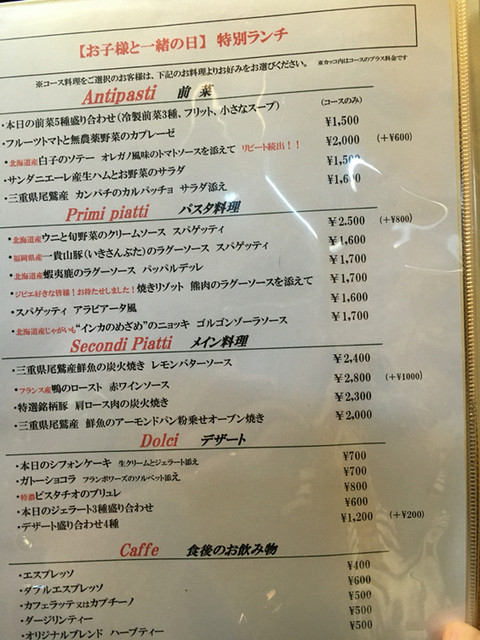 【お子様と一緒の日】 特別ランチ
※コース料理をご選択のお客様は、下記のお料理よりお好みをお選びください。 ※カッコ内はコースのプラス料金です
Antipasti 前菜
・本日の前菜5種盛り合わせ(冷製前菜3種、フリット、小さなスープ) (コースのみ)
・フルーツトマトと無農薬野菜のカプレーゼ ¥1,500
・北海道産白子のソテー オレガノ風味のトマトソースを添えて リピート続出!! ¥2,000 (+¥600)
・サンダニエーレ産生ハムとお野菜のサラダ ¥1,500
・三重県尾鷲産 カンパチのカルパッチョ サラダ添え ¥1,600
Primi piatti パスタ料理
・北海道産ウニと旬野菜のクリームソース スパゲッティ ¥2.500 (+¥800)
・福岡県産一貴山豚(いきさんぶた)のラグーソース スパゲッティ ¥1,600
・北海道産蝦夷鹿のラグーソース パッパルデッレ ¥1,700
・ジビエ好きな皆様!お待たせしました!焼きリゾット 熊肉のラグーソースを添えて ¥1,700
・スパゲッティ アラビアータ風 ¥1,600
・北海道産じゃがいも“インカのめざめ”のニョッキ ゴルゴンゾーラソース ¥1,700
Secondi Piatti メイン料理
・三重県尾鷲産鮮魚の炭火焼き レモンバターソース ¥2,400
・フランス産鴨のロースト 赤ワインソース ¥2,800 (+¥1000)
・特選銘柄豚 肩ロース肉の炭火焼き ¥2,300
・三重県尾鷲産 鮮魚のアーモンドパン粉乗せオーブン焼き ¥2,000
Dolci デザート
・本日のシフォンケーキ 生クリームとジェラート添え ¥700
・ガトーショコラ フランボワーズのソルベット添え ¥700
・特濃ピスタチオのブリュレ ¥800
・本日のジェラート3種盛り合わせ ¥600
・デザート盛り合わせ4種 ¥1,200 (+¥200)
Caffe 食後のお飲み物
・エスプレッソ ¥400
・ダブルエスプレッソ ¥600
・カフェラッテ又はカプチーノ ¥500
・ダージリンティー ¥500
・オリジナルブレンド ハーブティー ¥500